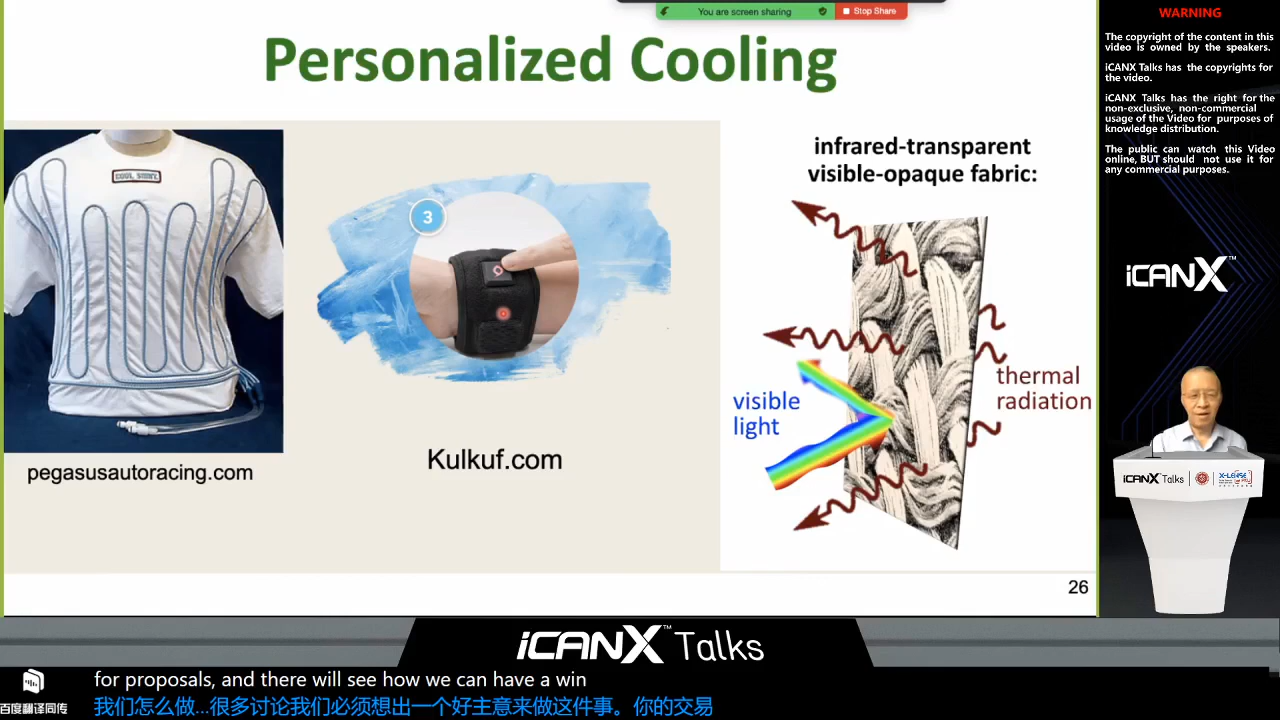 You are screen sharing
Stop Share
Personalized Cooling
COOL SHIRT
pegasusautoracing.com
3
Kulkuf.com
infrared-transparent
visible-opaque fabric:
visible
light
thermal
radiation
26
WARNING
The copyright of the content in this
video is owned by the speakers.
iCANX Talks has the copyrights for
the video.
iCANX Talks has the right for the
non-exclusive, non-commercial
usage of the Video for purposes of
knowledge distribution.
The public can watch this Video
online, BUT should not use it for
any commercial purposes.
iCANX™
iCANX Talks
X-LENSE
iCANX™ Talks
for proposals, and there will see how we can have a win
百度翻译同传
我们怎么做...很多讨论我们必须想出一个好主意来做这件事。你的交易